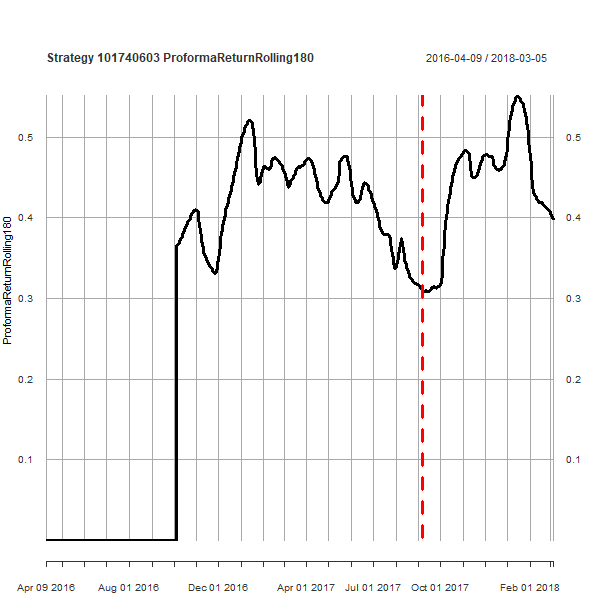 Strategy 101740603 ProformaReturnRolling180
2016-04-09 / 2018-03-05
0.5
0.5
0.4
0.4
0.3
0.3
0.2
0.2
0.1
0.1
ProformaReturnRolling180
Apr 09 2016
Aug 01 2016
Dec 01 2016
Apr 01 2017
Jul 01 2017
Oct 01 2017
Feb 01 2018